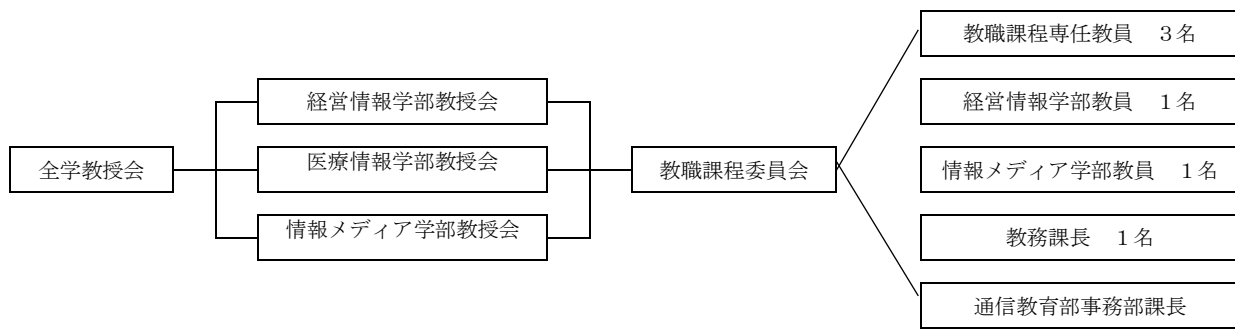 全学教授会
経営情報学部教授会
医療情報学部教授会
情報メディア学部教授会
教職課程委員会
教職課程専任教員　３名
経営情報学部教員　１名
情報メディア学部教員　１名
教務課長　１名
通信教育部事務部課長